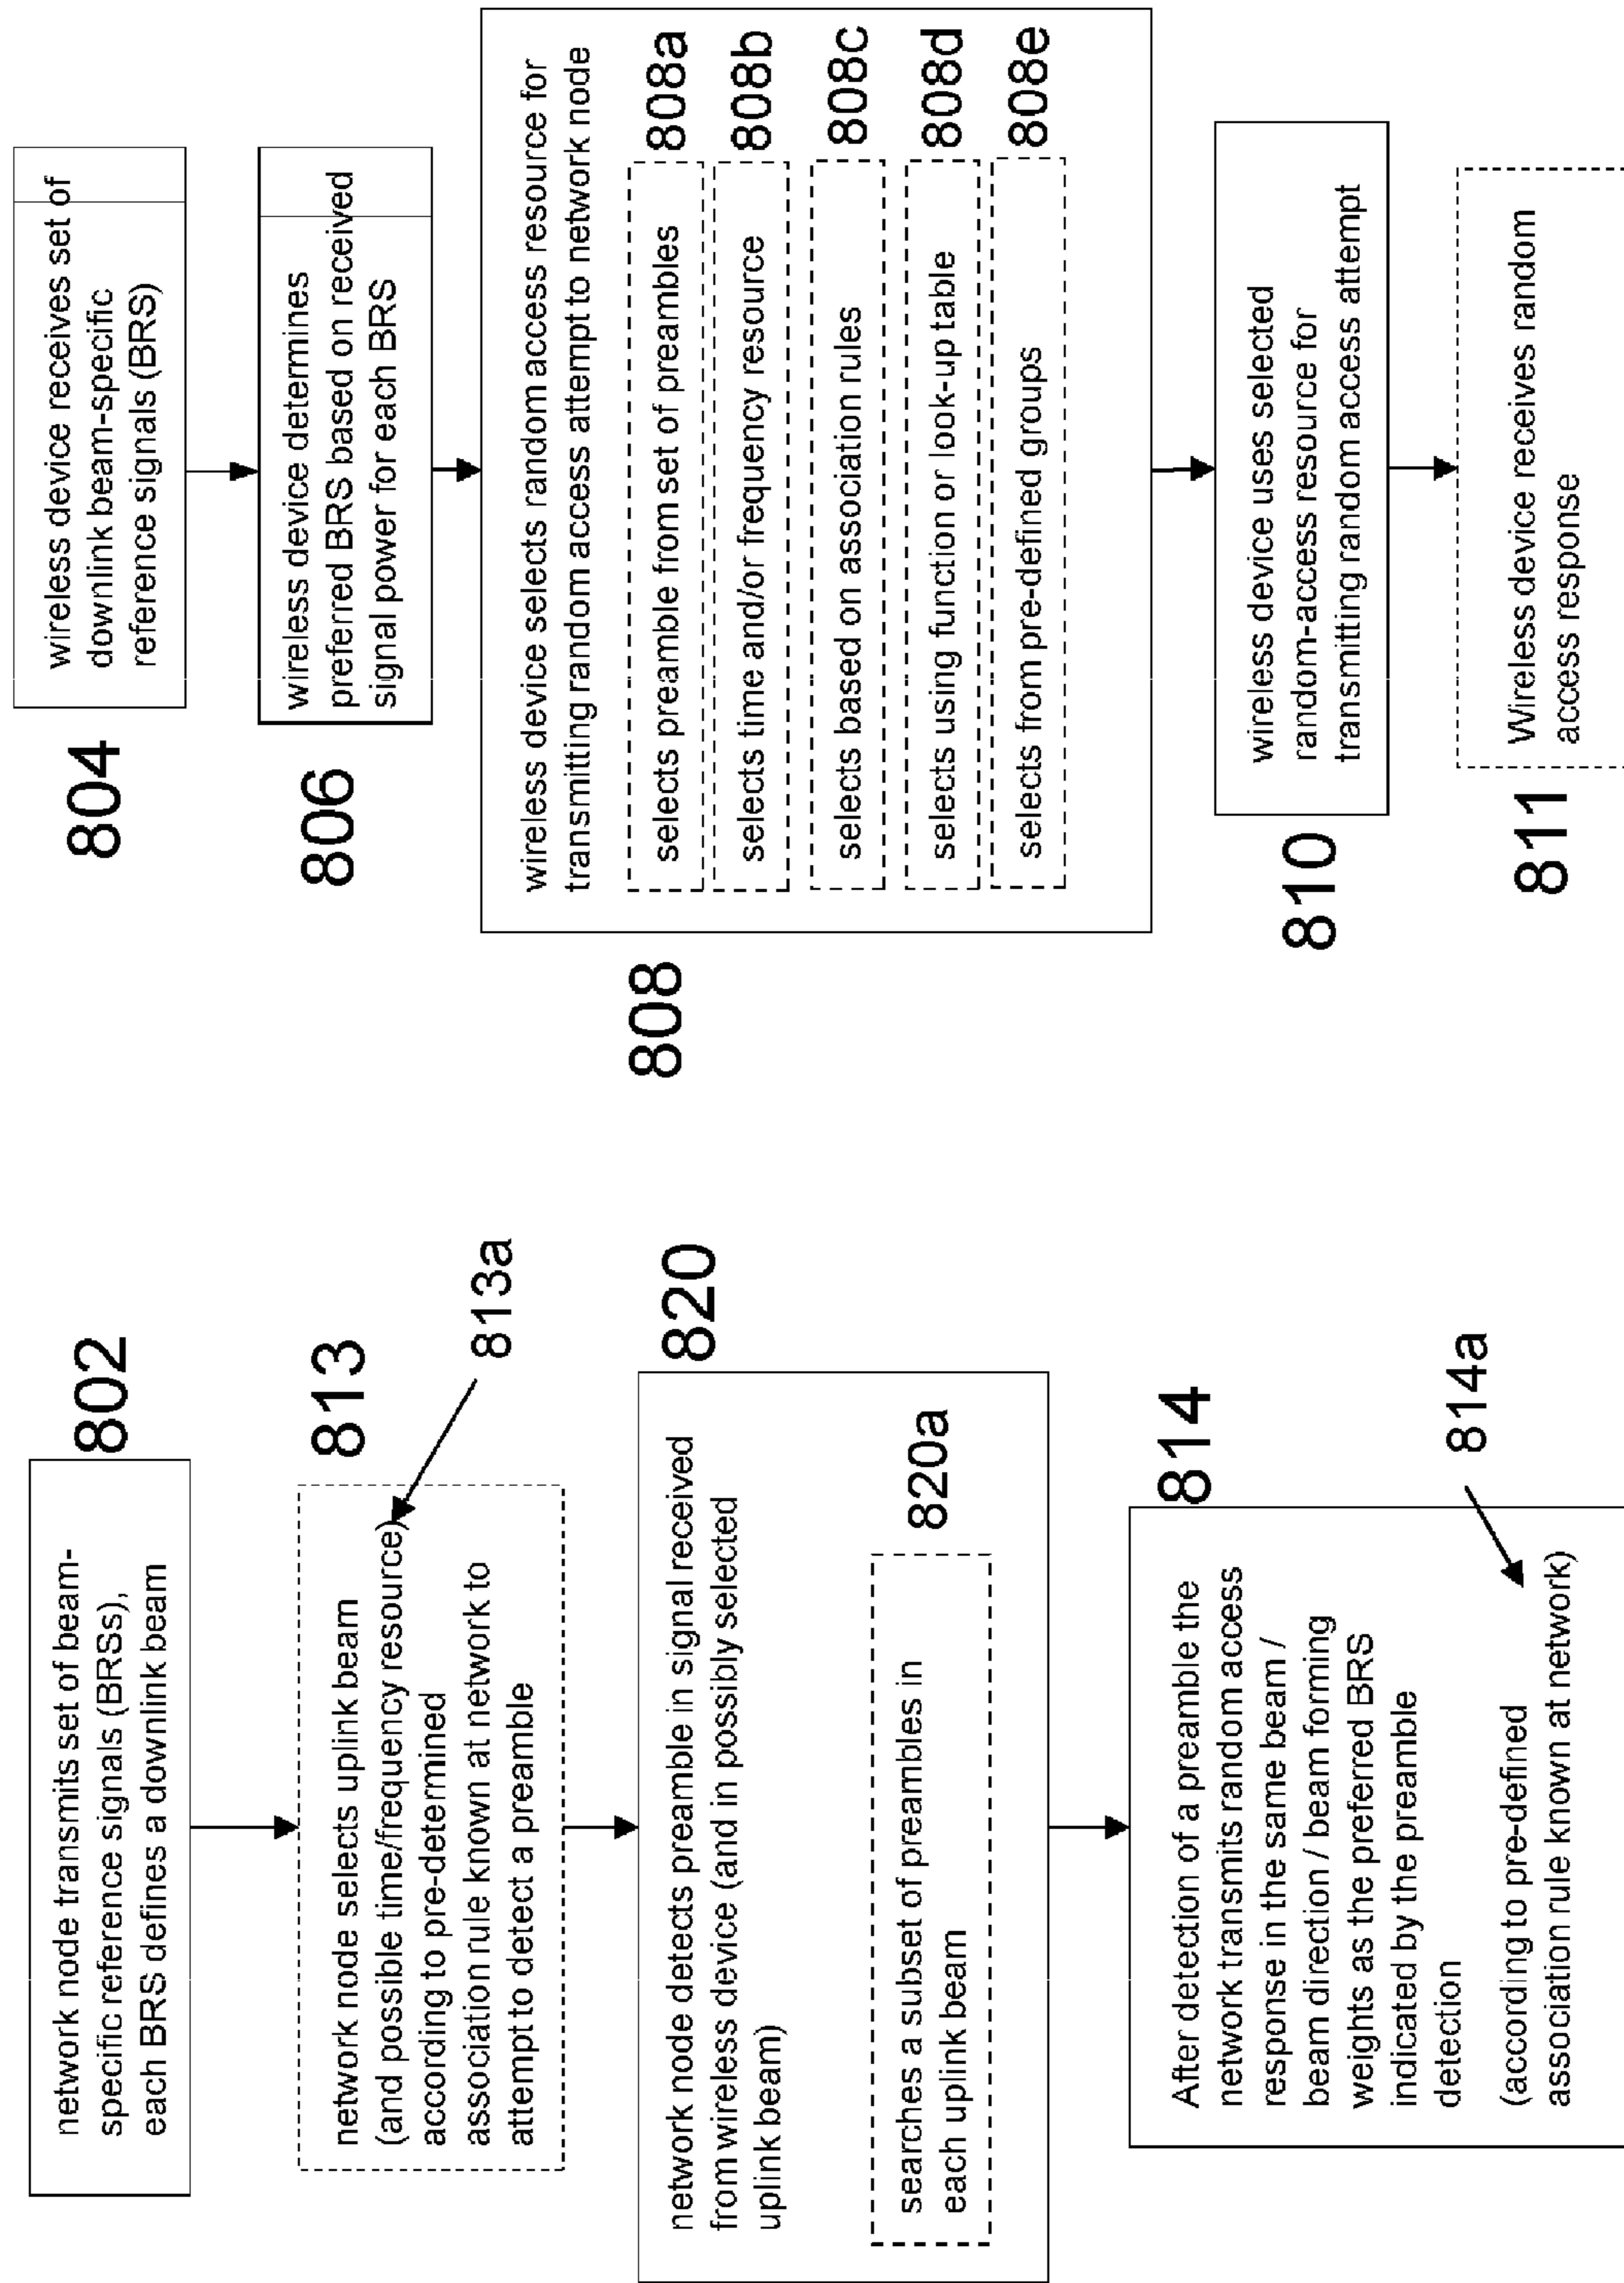 802
network node transmits set of beam-
specific reference signals (BRSs),
each BRS defines a downlink beam
813
network node selects uplink beam
(and possible time/frequency resource)
according to pre-determined
association rule known at network to
attempt to detect a preamble
813a
820
network node detects preamble in signal received
from wireless device (and in possibly selected
uplink beam)
820a
searches a subset of preambles in
each uplink beam
814
After detection of a preamble the
network transmits random access
response in the same beam /
beam direction / beam forming
weights as the preferred BRS
indicated by the preamble
detection
(according to pre-defined
association rule known at network)
814a
804
wireless device receives set of
downlink beam-specific
reference signals (BRS)
806
wireless device determines
preferred BRS based on received
signal power for each BRS
808
wireless device selects random access resource for
transmitting random access attempt to network node
selects preamble from set of preambles
808a
selects time and/or frequency resource
808b
selects based on association rules
808c
selects using function or look-up table
808d
selects from pre-defined groups
808e
810
wireless device uses selected
random-access resource for
transmitting random access attempt
811
Wireless device receives random
access response